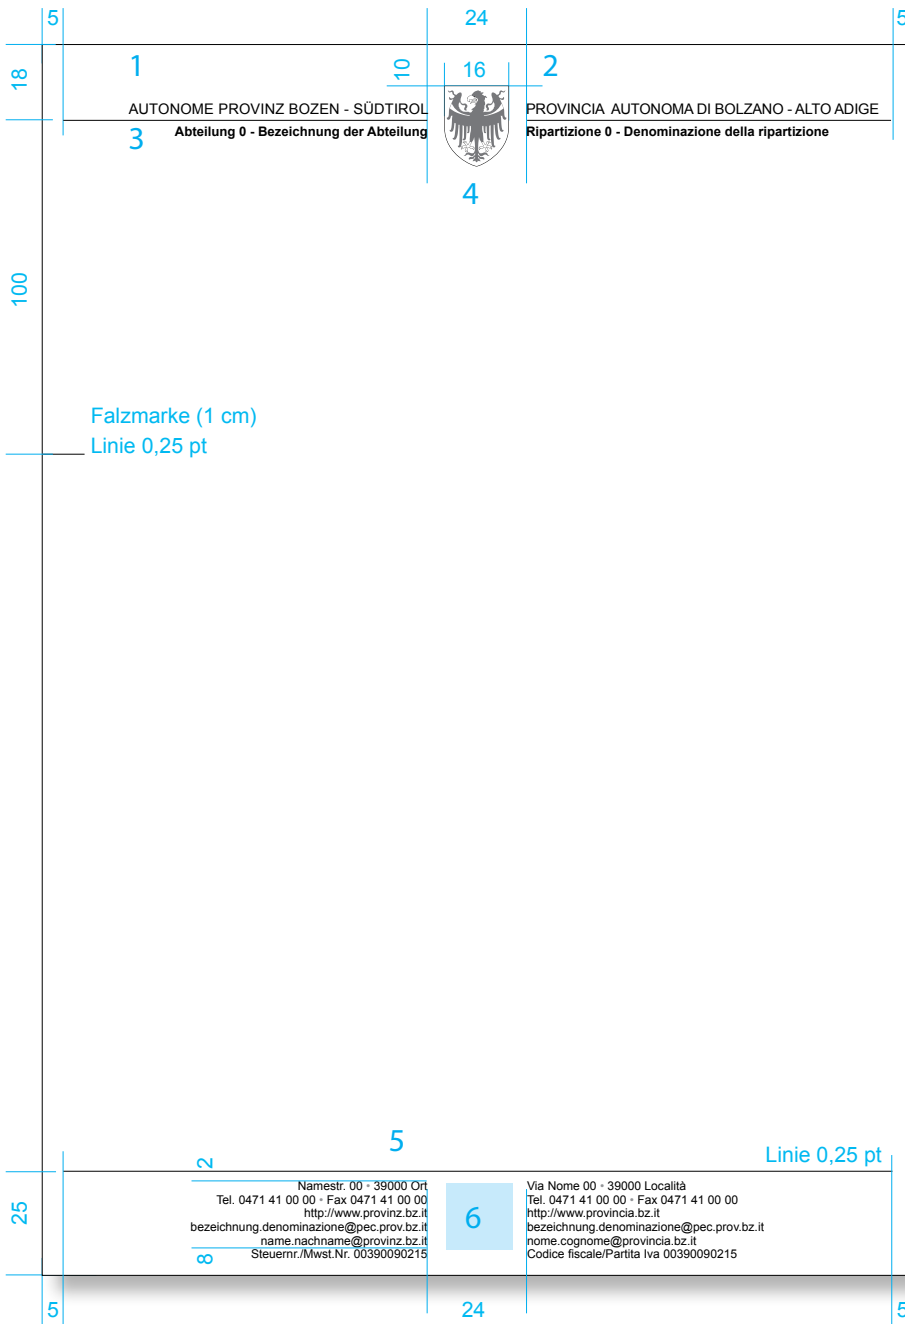 5
24
5
18
1
10
16
2
AUTONOME PROVINZ BOZEN - SÜDTIROL
PROVINCIA AUTONOMA DI BOLZANO - ALTO ADIGE
3
Abteilung 0 - Bezeichnung der Abteilung
Ripartizione 0 - Denominazione della ripartizione
4
100
Falzmarke (1 cm)
Linie 0,25 pt
5
Linie 0,25 pt
2
25
Namestr. 00 ◦ 39000 Ort
Tel. 0471 41 00 00 ◦ Fax 0471 41 00 00
http://www.provinz.bz.it
bezeichnung.denominazione@pec.prov.bz.it
name.nachname@provinz.bz.it
Steuernr./Mwst.Nr. 00390090215
8
6
Via Nome 00 ◦ 39000 Località
Tel. 0471 41 00 00 ◦ Fax 0471 41 00 00
http://www.provincia.bz.it
bezeichnung.denominazione@pec.prov.bz.it
nome.cognome@provincia.bz.it
Codice fiscale/Partita Iva 00390090215
5
24
5